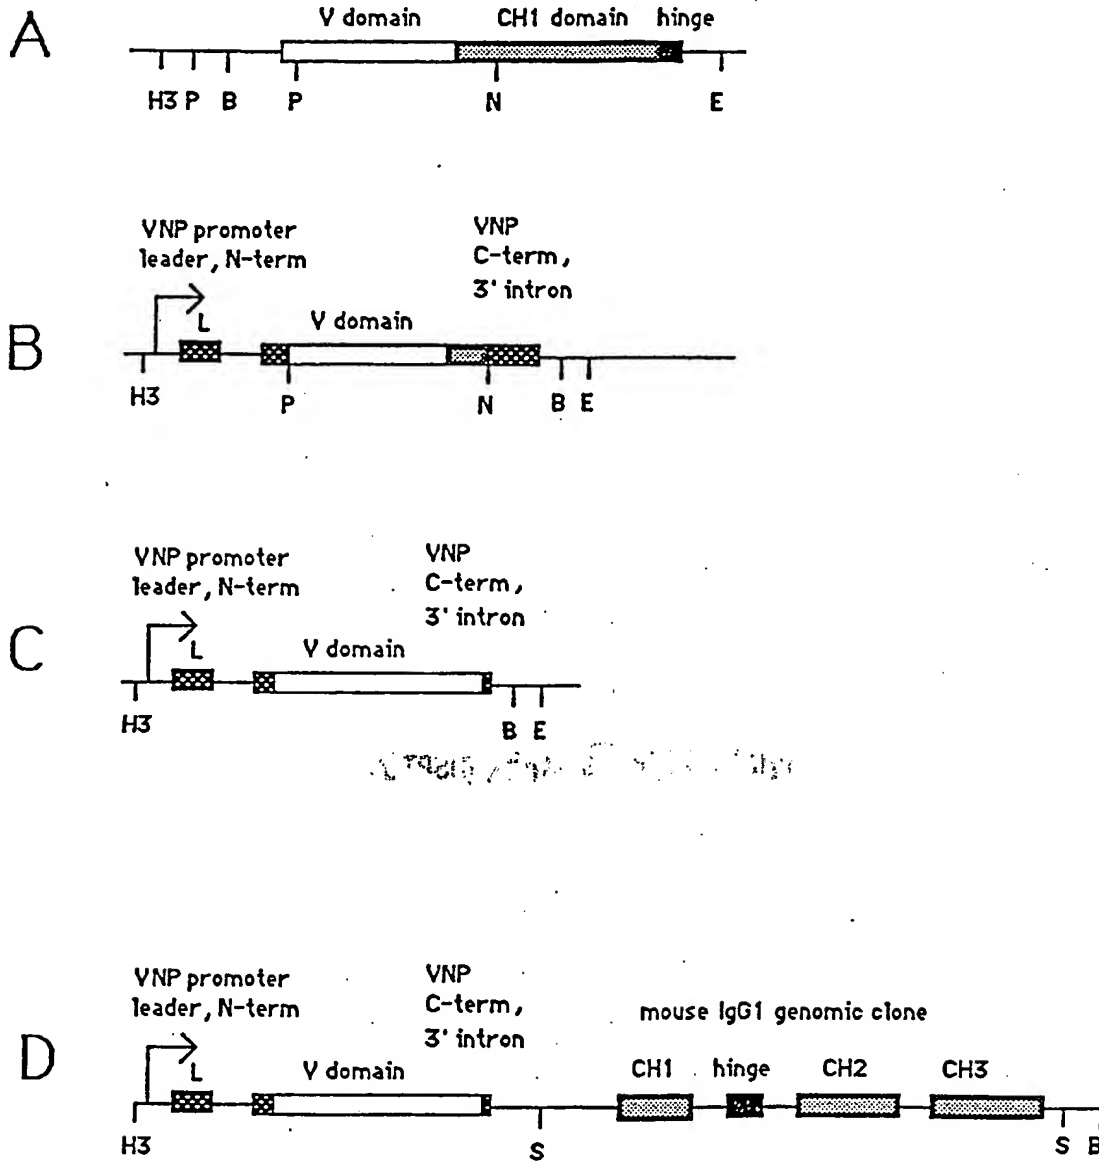 A
V domain CH1 domain hinge
H3 P B P N E
B
VNP promoter
leader, N-term
VNP
C-term,
3' intron
L
V domain
H3 P N B E
C
VNP promoter
leader, N-term
VNP
C-term,
3' intron
L
V domain
H3 B E
D
VNP promoter
leader, N-term
VNP
C-term,
3' intron
mouse IgG1 genomic clone
L
V domain
CH1 hinge CH2 CH3
H3 S S B